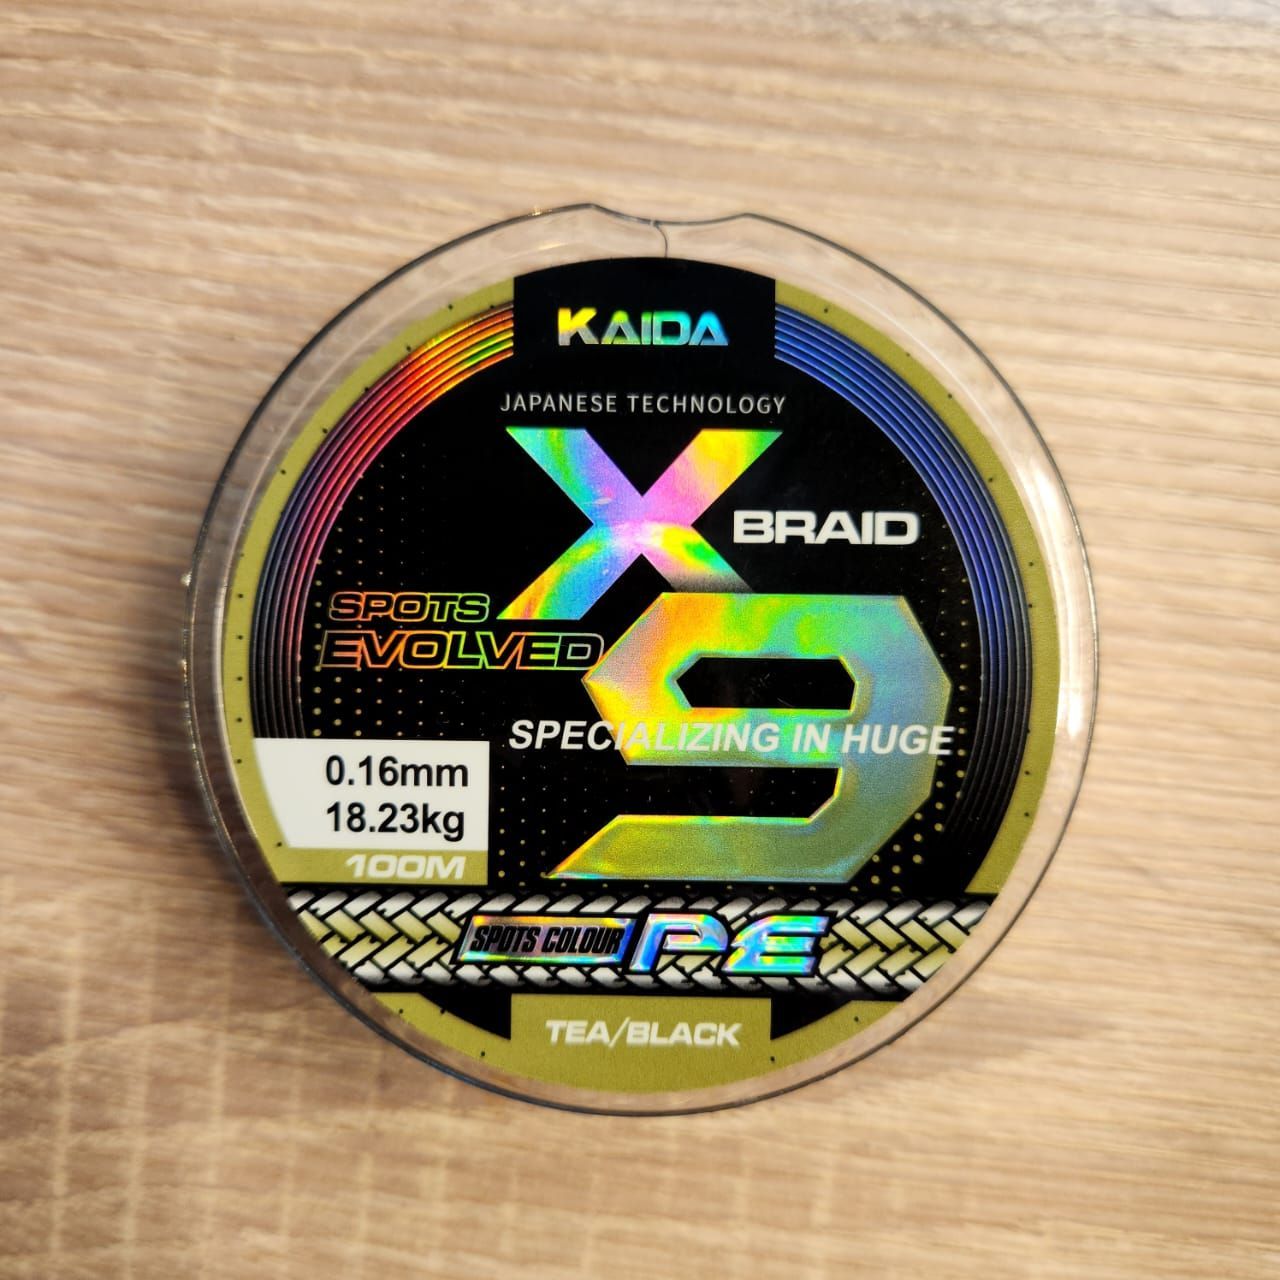 KAIDA
JAPANESE TECHNOLOGY
X
BRAID
SPOTS
EVOLVED
9
SPECIALIZING IN HUGE
0.16mm
18.23kg
100M
SPOTS COLOUR PE
TEA/BLACK